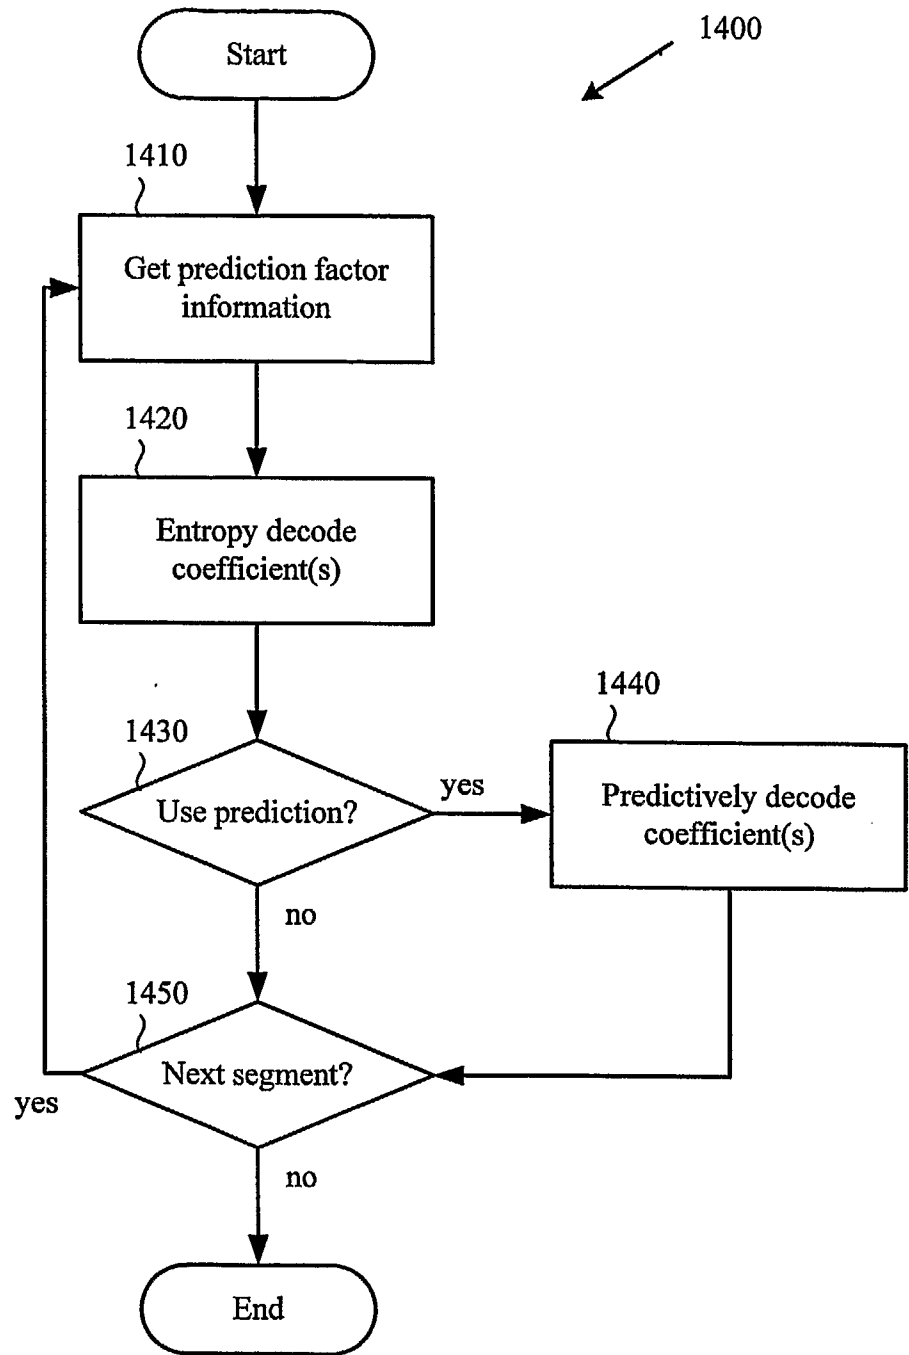 Start
1400
1410
Get prediction factor
information
1420
Entropy decode
coefficient(s)
1430
Use prediction?
yes
1440
Predictively decode
coefficient(s)
no
1450
Next segment?
yes
no
End